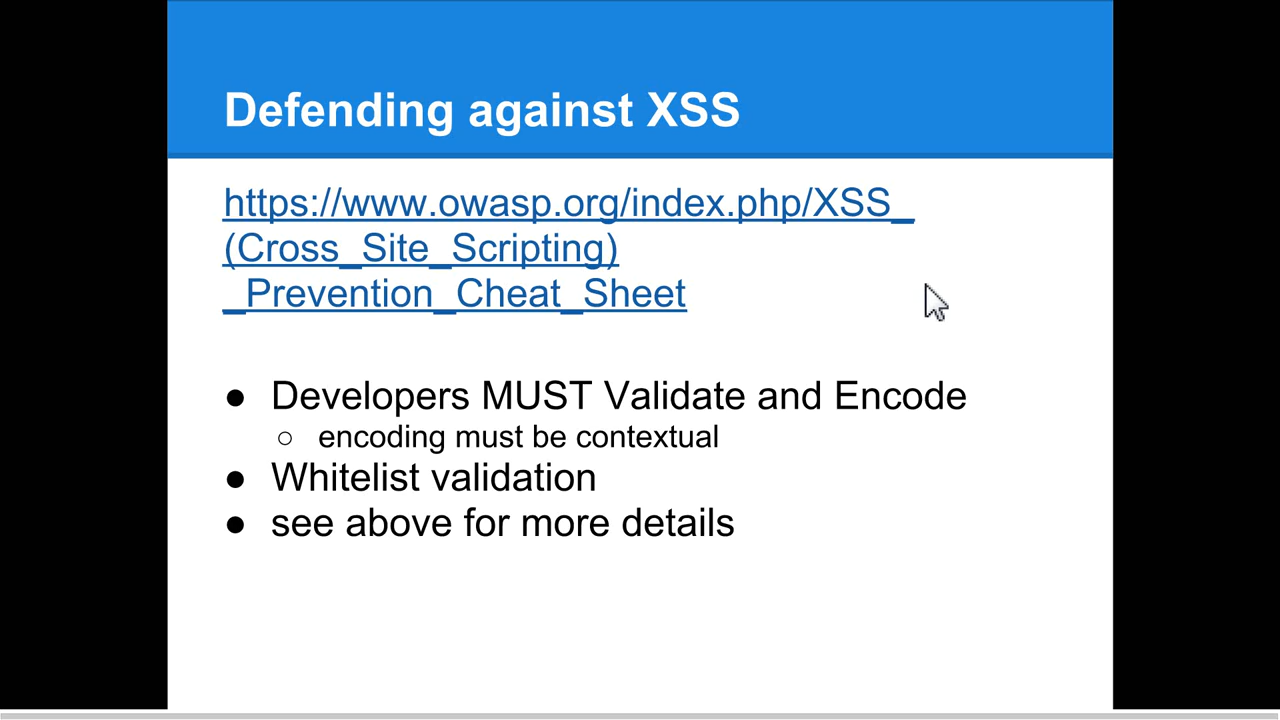 Defending against XSS
https://www.owasp.org/index.php/XSS_
(Cross_Site_Scripting)
_Prevention_Cheat_Sheet
● Developers MUST Validate and Encode
○ encoding must be contextual
● Whitelist validation
● see above for more details